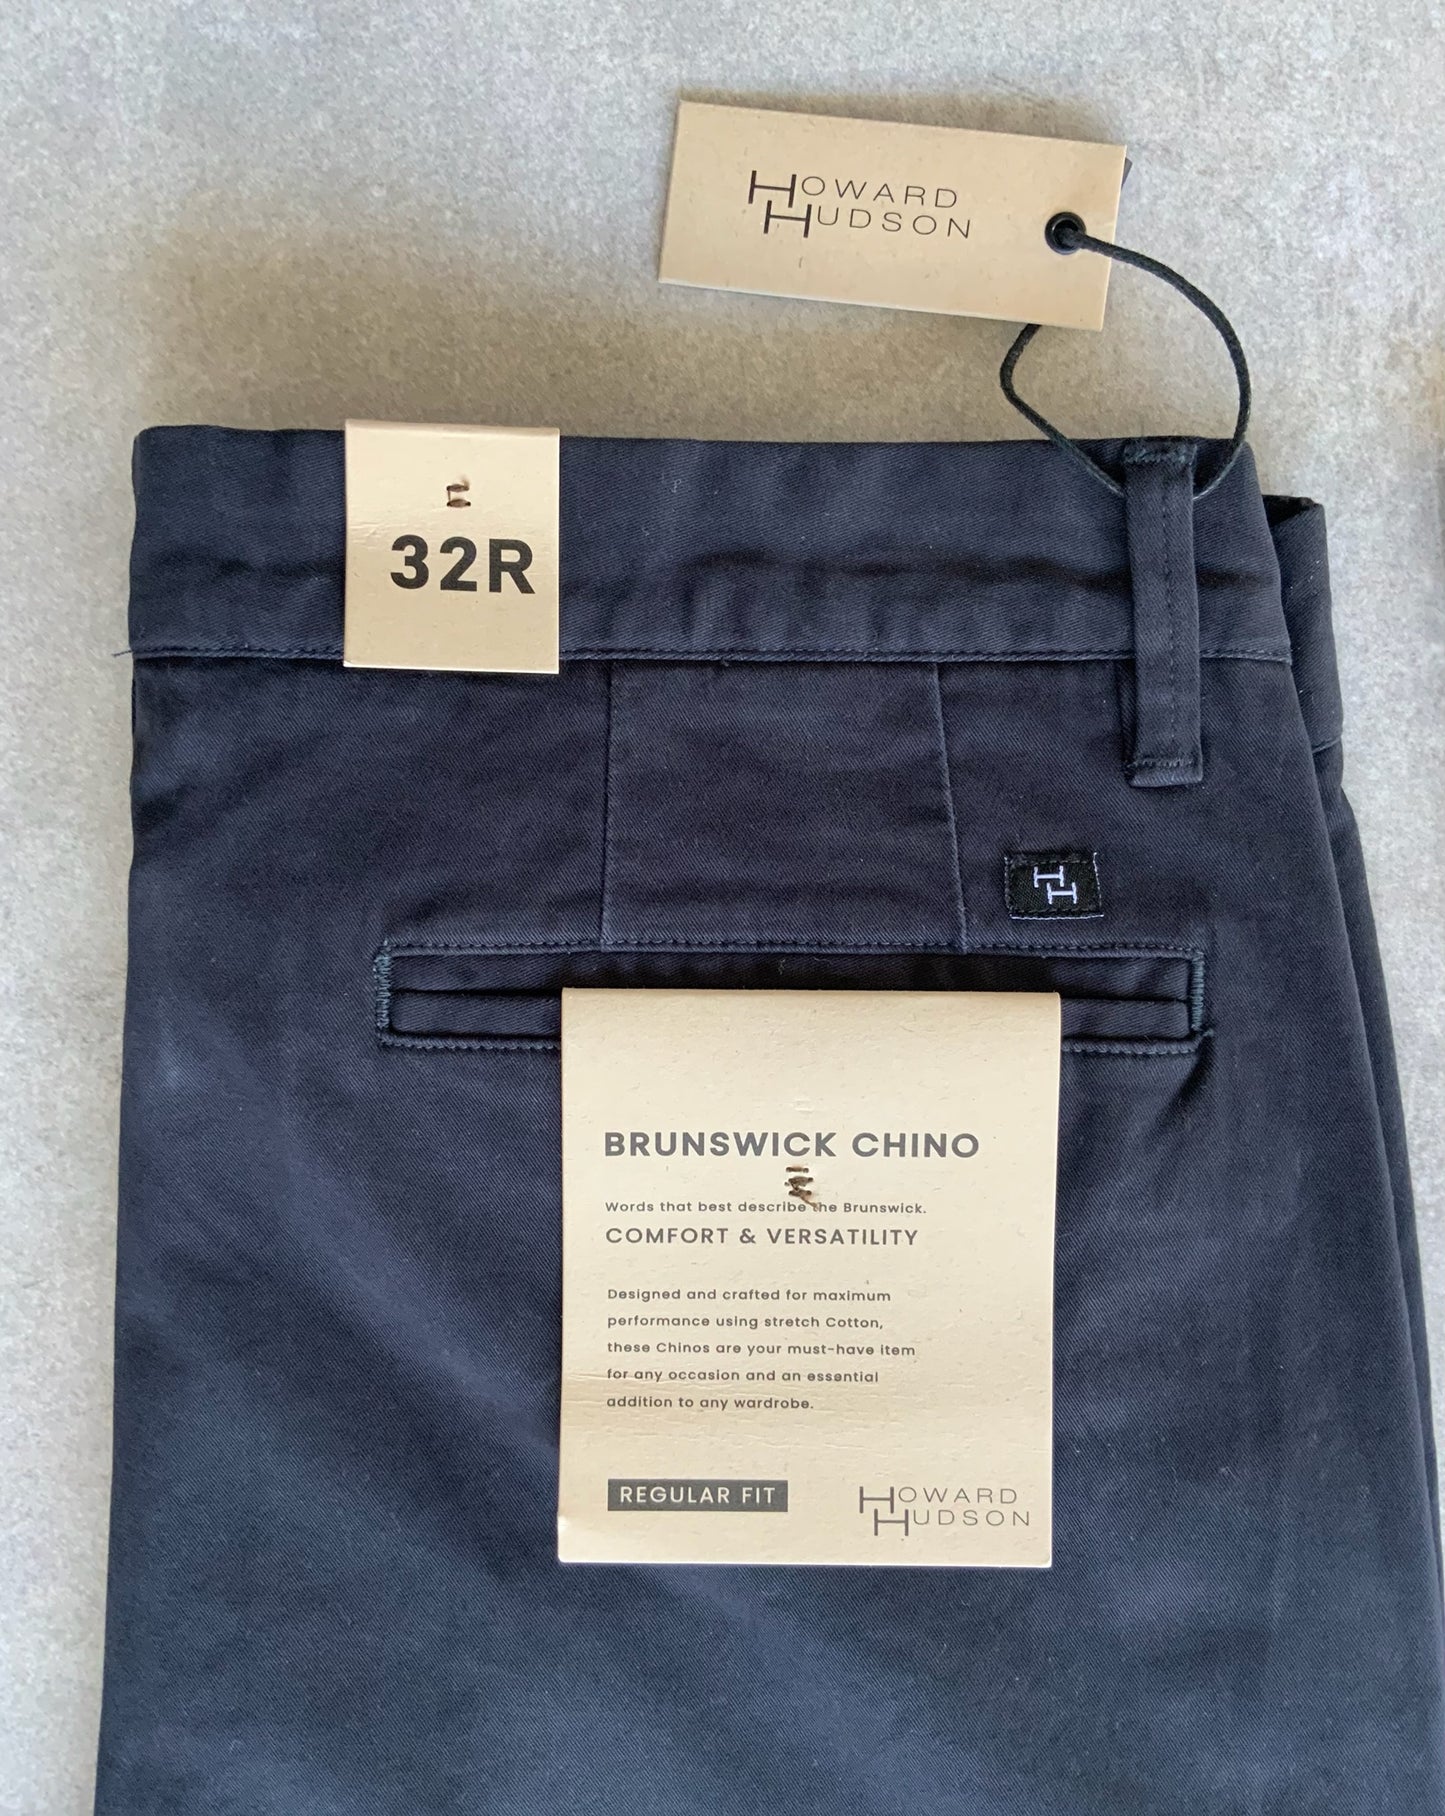 HOWARD
HUDSON
32R
HH
BRUNSWICK CHINO
Words that best describe the Brunswick.
COMFORT & VERSATILITY
Designed and crafted for maximum
performance using stretch Cotton,
these Chinos are your must-have item
for any occasion and an essential
addition to any wardrobe.
REGULAR FIT
HOWARD
HUDSON